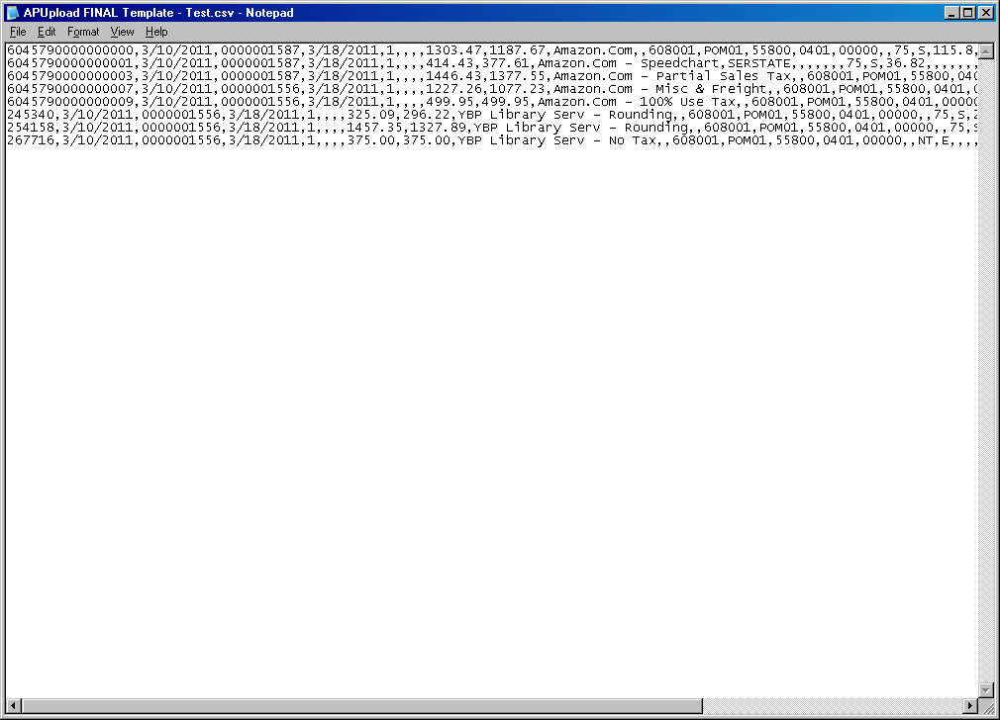 APUpload FINAL Template - Test.csv - Notepad
File Edit Format View Help
6045790000000000,3/10/2011,0000001587,3/18/2011,1,,,,1303.47,1187.67,Amazon.Com,,608001,POM01,55800,0401,00000,,75,S,115.8,
6045790000000001,3/10/2011,0000001587,3/18/2011,1,,,,414.43,377.61,Amazon.Com - Speedchart,SERSTATE,,,,,,,75,S,36.82,,,,,,,
6045790000000003,3/10/2011,0000001587,3/18/2011,1,,,,1446.43,1377.55,Amazon.Com - Partial Sales Tax,,608001,POM01,55800,040
6045790000000007,3/10/2011,0000001556,3/18/2011,1,,,,1227.26,1077.23,Amazon.Com - Misc & Freight,,608001,POM01,55800,0401,0
6045790000000009,3/10/2011,0000001556,3/18/2011,1,,,,499.95,499.95,Amazon.Com - 100% Use Tax,,608001,POM01,55800,0401,00000
245340,3/10/2011,0000001556,3/18/2011,1,,,,325.09,296.22,YBP Library Serv - Rounding,,608001,POM01,55800,0401,00000,,75,S,2
254158,3/10/2011,0000001556,3/18/2011,1,,,,1457.35,1327.89,YBP Library Serv - Rounding,,608001,POM01,55800,0401,00000,,75,S
267716,3/10/2011,0000001556,3/18/2011,1,,,,375.00,375.00,YBP Library Serv - No Tax,,608001,POM01,55800,0401,00000,,NT,E,,,,